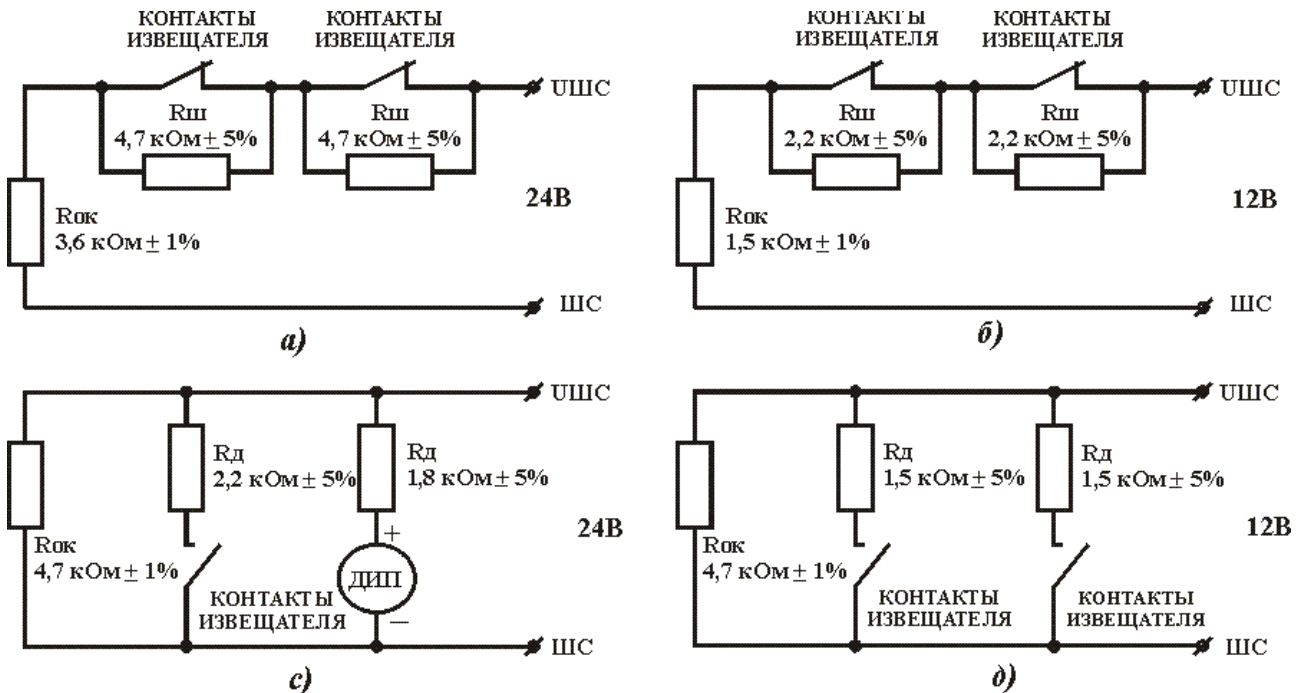 КОНТАКТЫ
ИЗВЕЩАТЕЛЯ
КОНТАКТЫ
ИЗВЕЩАТЕЛЯ
UШС
Rш
4,7 кОм ± 5%
Rш
4,7 кОм ± 5%
24В
Rок
3,6 кОм ± 1%
ШС
а)
КОНТАКТЫ
ИЗВЕЩАТЕЛЯ
КОНТАКТЫ
ИЗВЕЩАТЕЛЯ
UШС
Rш
2,2 кОм ± 5%
Rш
2,2 кОм ± 5%
12В
Rок
1,5 кОм ± 1%
ШС
б)
UШС
Rд
2,2 кОм ± 5%
Rд
1,8 кОм ± 5%
24В
Rок
4,7 кОм ± 1%
+
ДИП
–
КОНТАКТЫ
ИЗВЕЩАТЕЛЯ
ШС
с)
UШС
Rд
1,5 кОм ± 5%
Rд
1,5 кОм ± 5%
12В
Rок
4,7 кОм ± 1%
КОНТАКТЫ
ИЗВЕЩАТЕЛЯ
КОНТАКТЫ
ИЗВЕЩАТЕЛЯ
ШС
д)